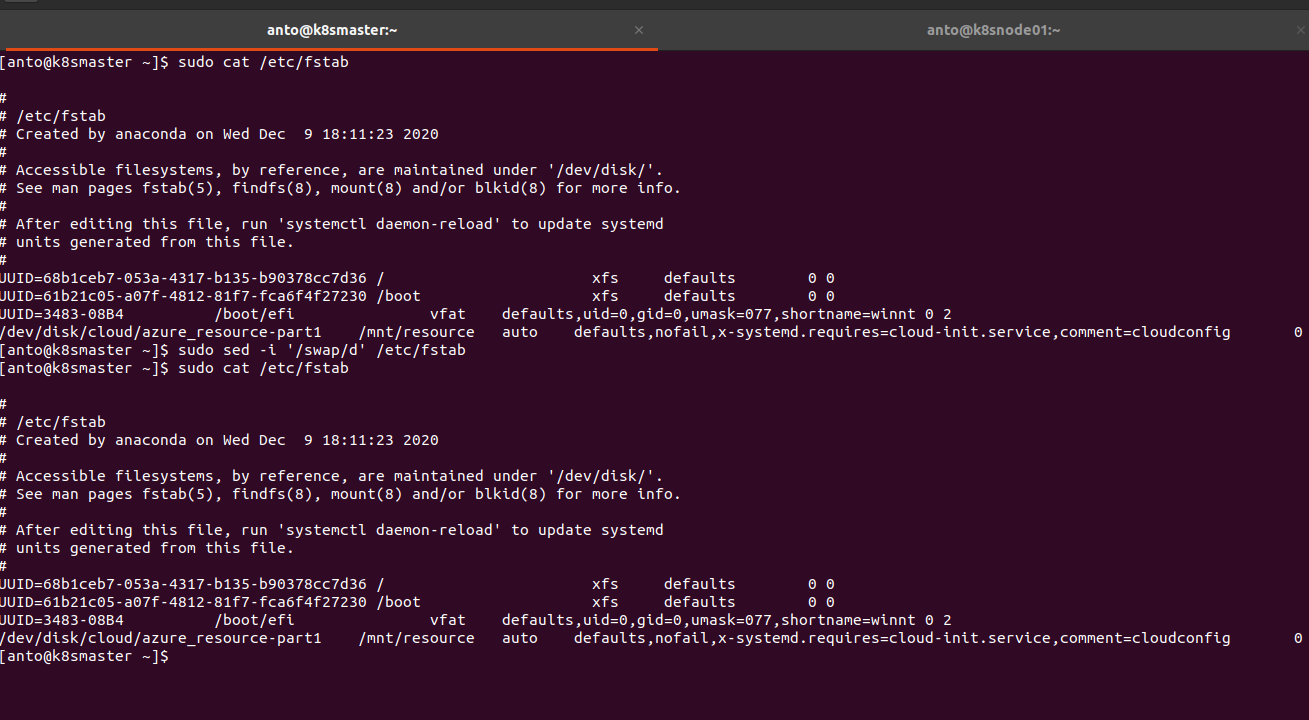 anto@k8smaster:~ × anto@k8snode01:~ ×
[anto@k8smaster ~]$ sudo cat /etc/fstab
#
# /etc/fstab
# Created by anaconda on Wed Dec  9 18:11:23 2020
#
# Accessible filesystems, by reference, are maintained under '/dev/disk/'.
# See man pages fstab(5), findfs(8), mount(8) and/or blkid(8) for more info.
#
# After editing this file, run 'systemctl daemon-reload' to update systemd
# units generated from this file.
#
UUID=68b1ceb7-053a-4317-b135-b90378cc7d36 /                       xfs     defaults        0 0
UUID=61b21c05-a07f-4812-81f7-fca6f4f27230 /boot                   xfs     defaults        0 0
UUID=3483-08B4          /boot/efi               vfat    defaults,uid=0,gid=0,umask=077,shortname=winnt 0 2
/dev/disk/cloud/azure_resource-part1    /mnt/resource   auto    defaults,nofail,x-systemd.requires=cloud-init.service,comment=cloudconfig       0
[anto@k8smaster ~]$ sudo sed -i '/swap/d' /etc/fstab
[anto@k8smaster ~]$ sudo cat /etc/fstab
#
# /etc/fstab
# Created by anaconda on Wed Dec  9 18:11:23 2020
#
# Accessible filesystems, by reference, are maintained under '/dev/disk/'.
# See man pages fstab(5), findfs(8), mount(8) and/or blkid(8) for more info.
#
# After editing this file, run 'systemctl daemon-reload' to update systemd
# units generated from this file.
#
UUID=68b1ceb7-053a-4317-b135-b90378cc7d36 /                       xfs     defaults        0 0
UUID=61b21c05-a07f-4812-81f7-fca6f4f27230 /boot                   xfs     defaults        0 0
UUID=3483-08B4          /boot/efi               vfat    defaults,uid=0,gid=0,umask=077,shortname=winnt 0 2
/dev/disk/cloud/azure_resource-part1    /mnt/resource   auto    defaults,nofail,x-systemd.requires=cloud-init.service,comment=cloudconfig       0
[anto@k8smaster ~]$